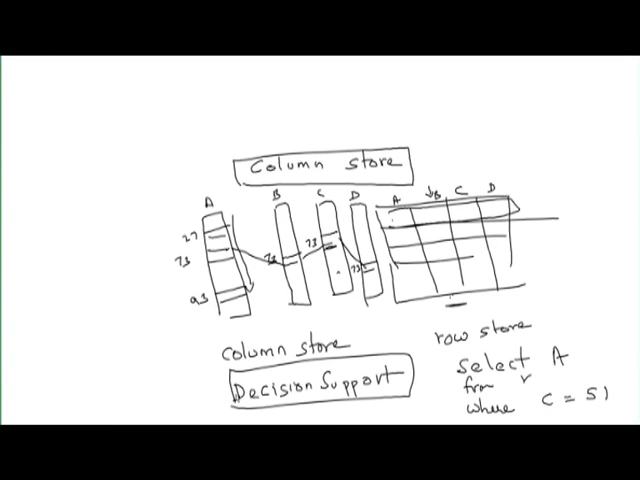 Column store
A B C D
A B C D
27
73 73 73 73
93
column store
row store
Decision Support
select A
from r
where C = 51